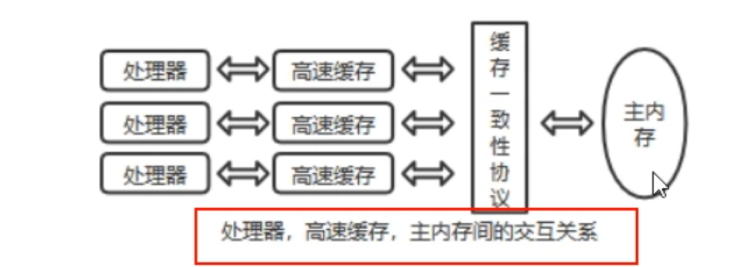 处理器
高速缓存
处理器
高速缓存
处理器
高速缓存
缓存一致性协议
主内
存
处理器，高速缓存，主内存间的交互关系